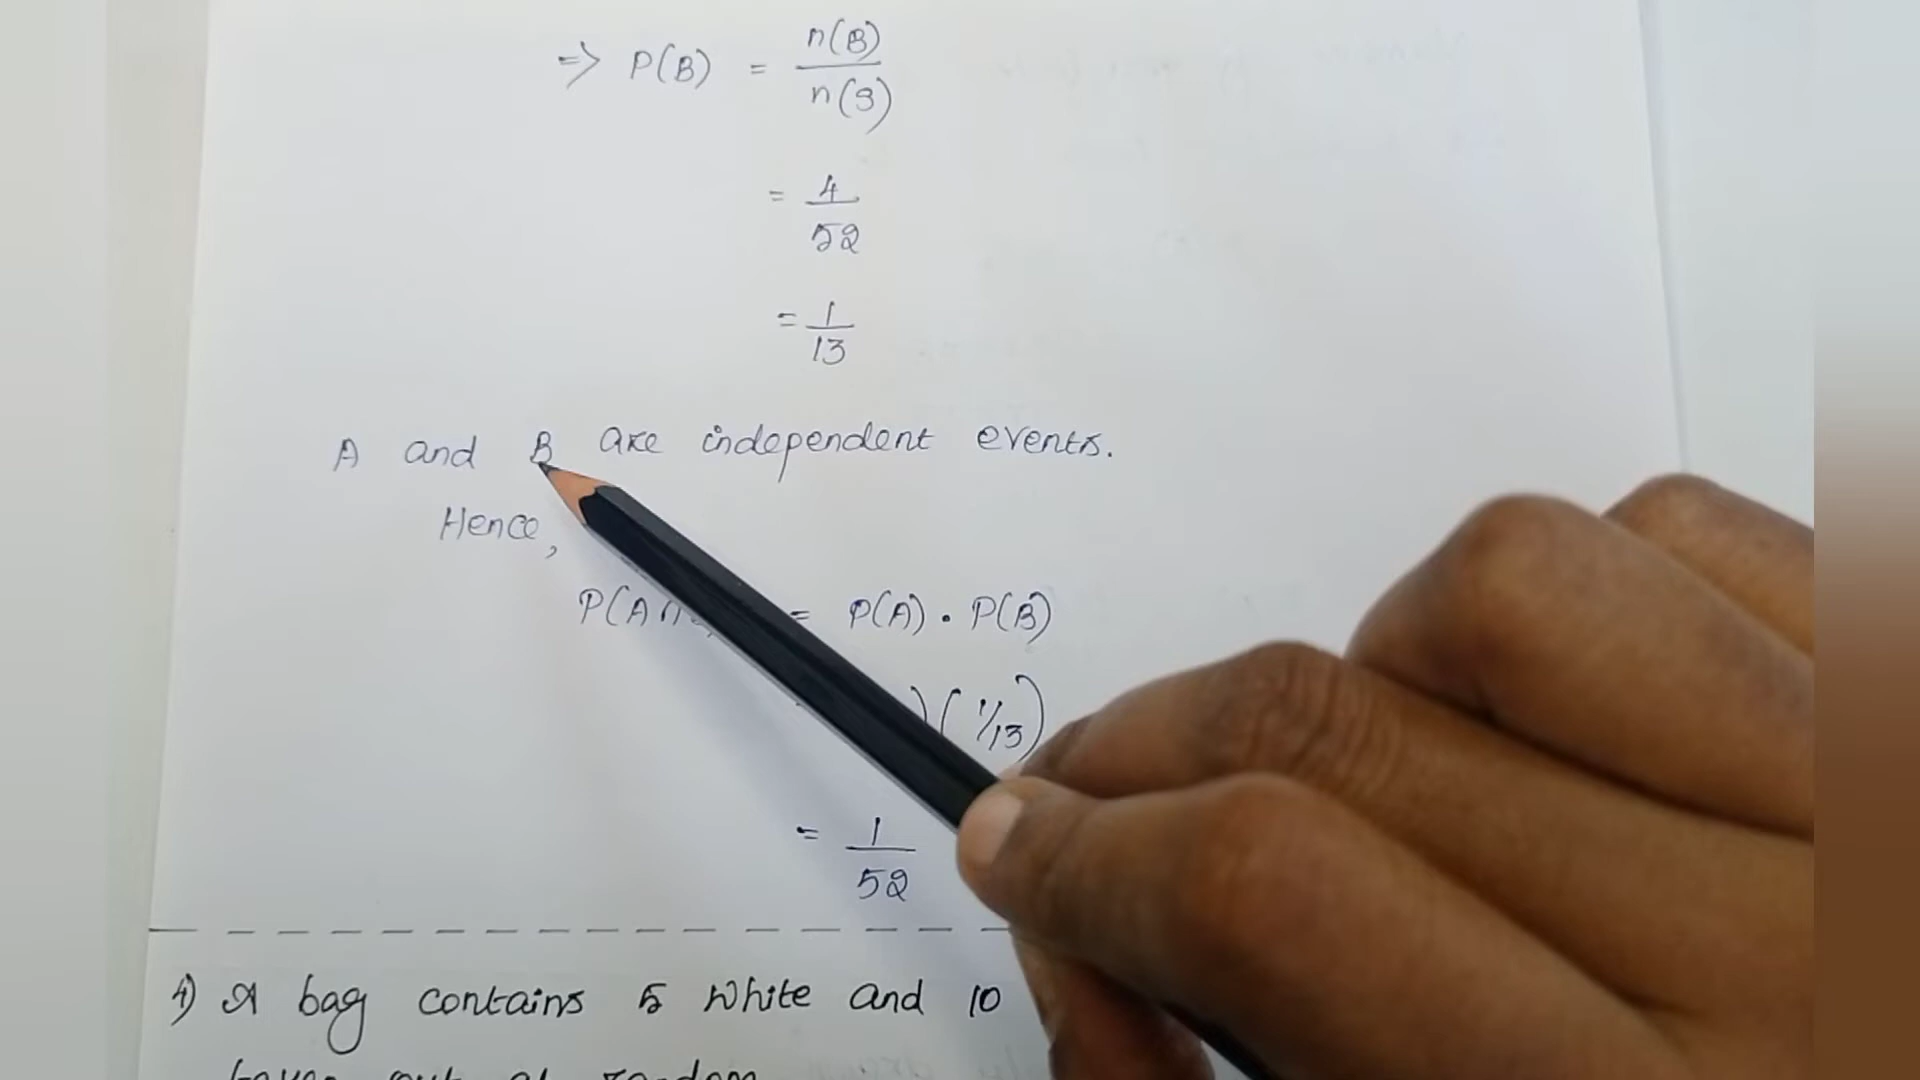 => P(B) = n(B)/n(S)
= 4/52
= 1/13
A and B are independent events.
Hence,
P(A∩ = P(A) . P(B)
)(1/13)
= 1/52
4) A bag contains 5 white and 10
random